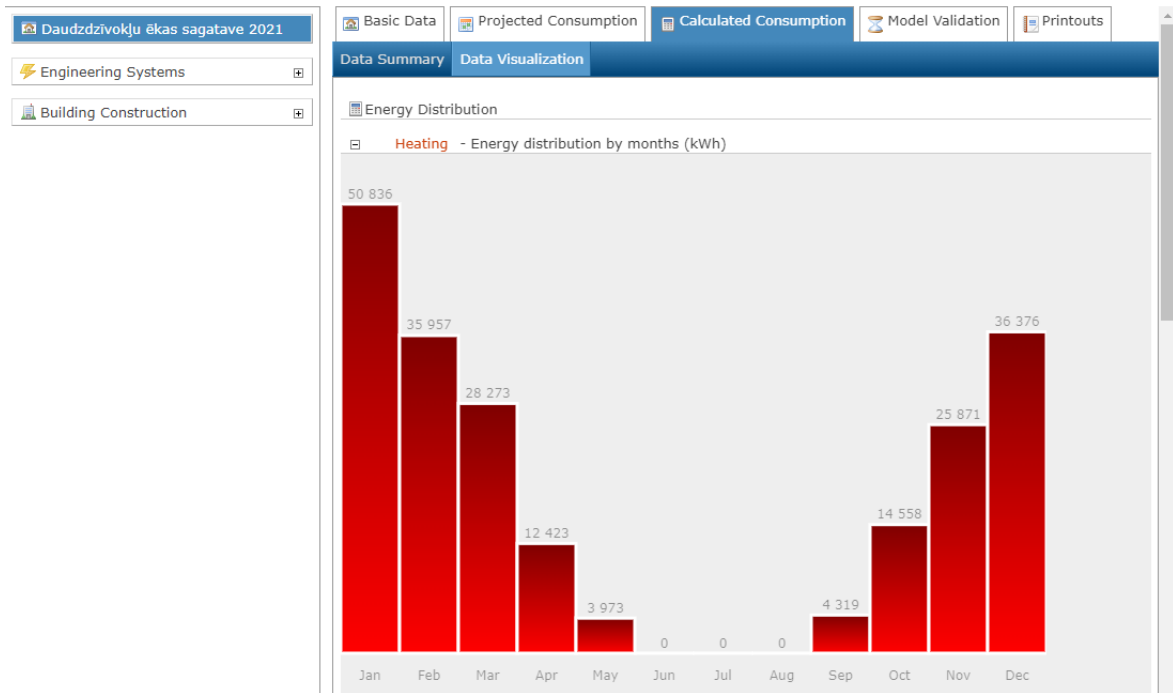 Daudzdzīvokļu ēkas sagatave 2021
Engineering Systems
Building Construction
Basic Data
Projected Consumption
Calculated Consumption
Model Validation
Printouts
Data Summary
Data Visualization
Energy Distribution
Heating - Energy distribution by months (kWh)
50 836
35 957
28 273
12 423
3 973
0
0
0
4 319
14 558
25 871
36 376
Jan
Feb
Mar
Apr
May
Jun
Jul
Aug
Sep
Oct
Nov
Dec